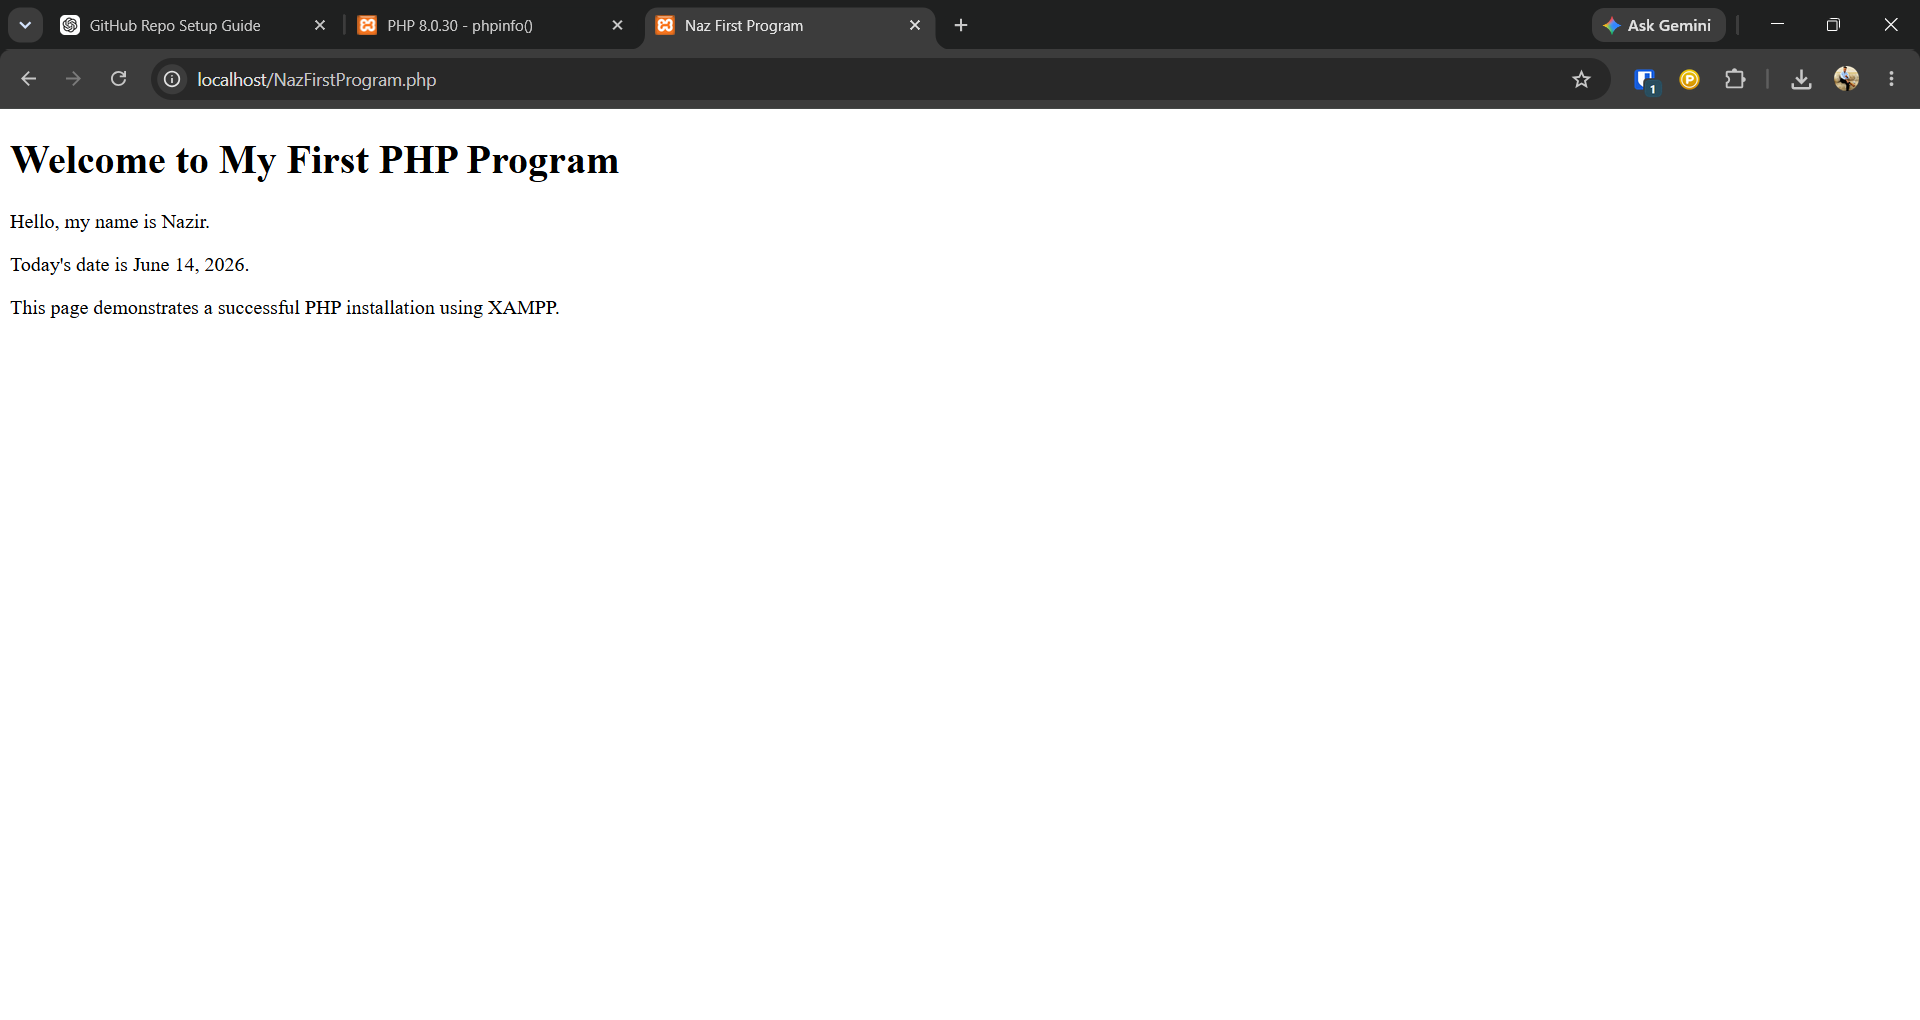 GitHub Repo Setup Guide
PHP 8.0.30 - phpinfo()
Naz First Program
Ask Gemini
localhost/NazFirstProgram.php
1
Welcome to My First PHP Program
Hello, my name is Nazir.
Today's date is June 14, 2026.
This page demonstrates a successful PHP installation using XAMPP.